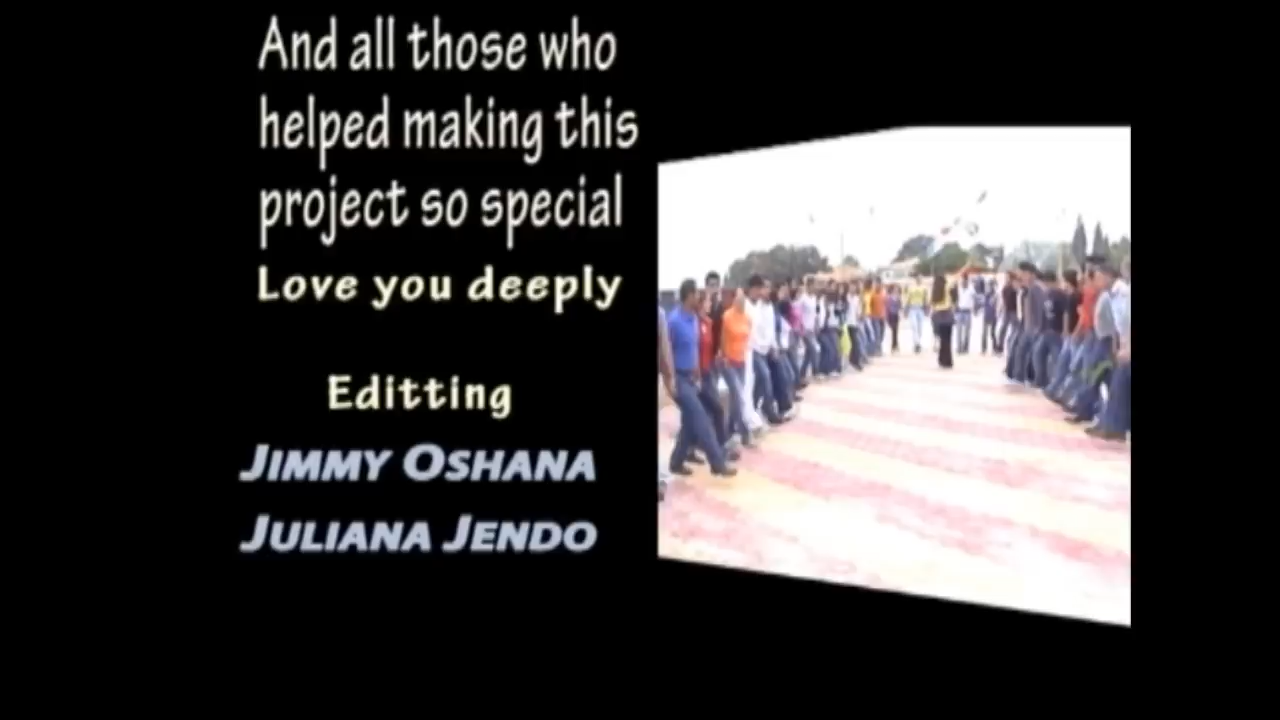 And all those who
helped making this
project so special
Love you deeply
Editting
JIMMY OSHANA
JULIANA JENDO